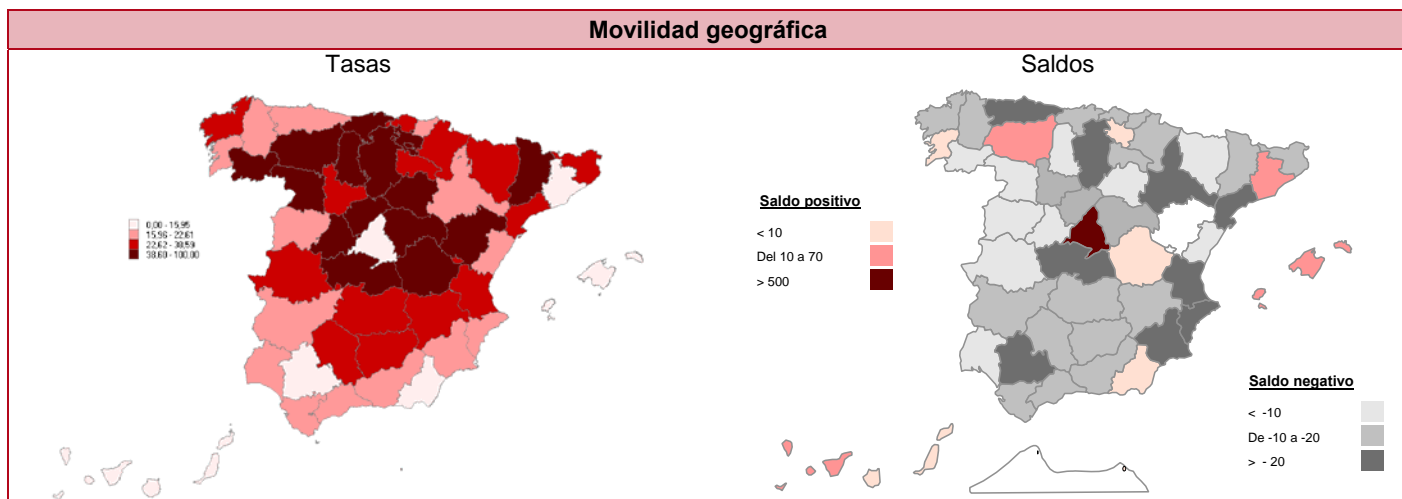 Movilidad geográfica
Tasas
0,00 - 15,95
15,96 - 22,61
22,62 - 38,59
38,60 - 100,00
Saldos
Saldo positivo
< 10
Del 10 a 70
> 500
Saldo negativo
< -10
De -10 a -20
> - 20